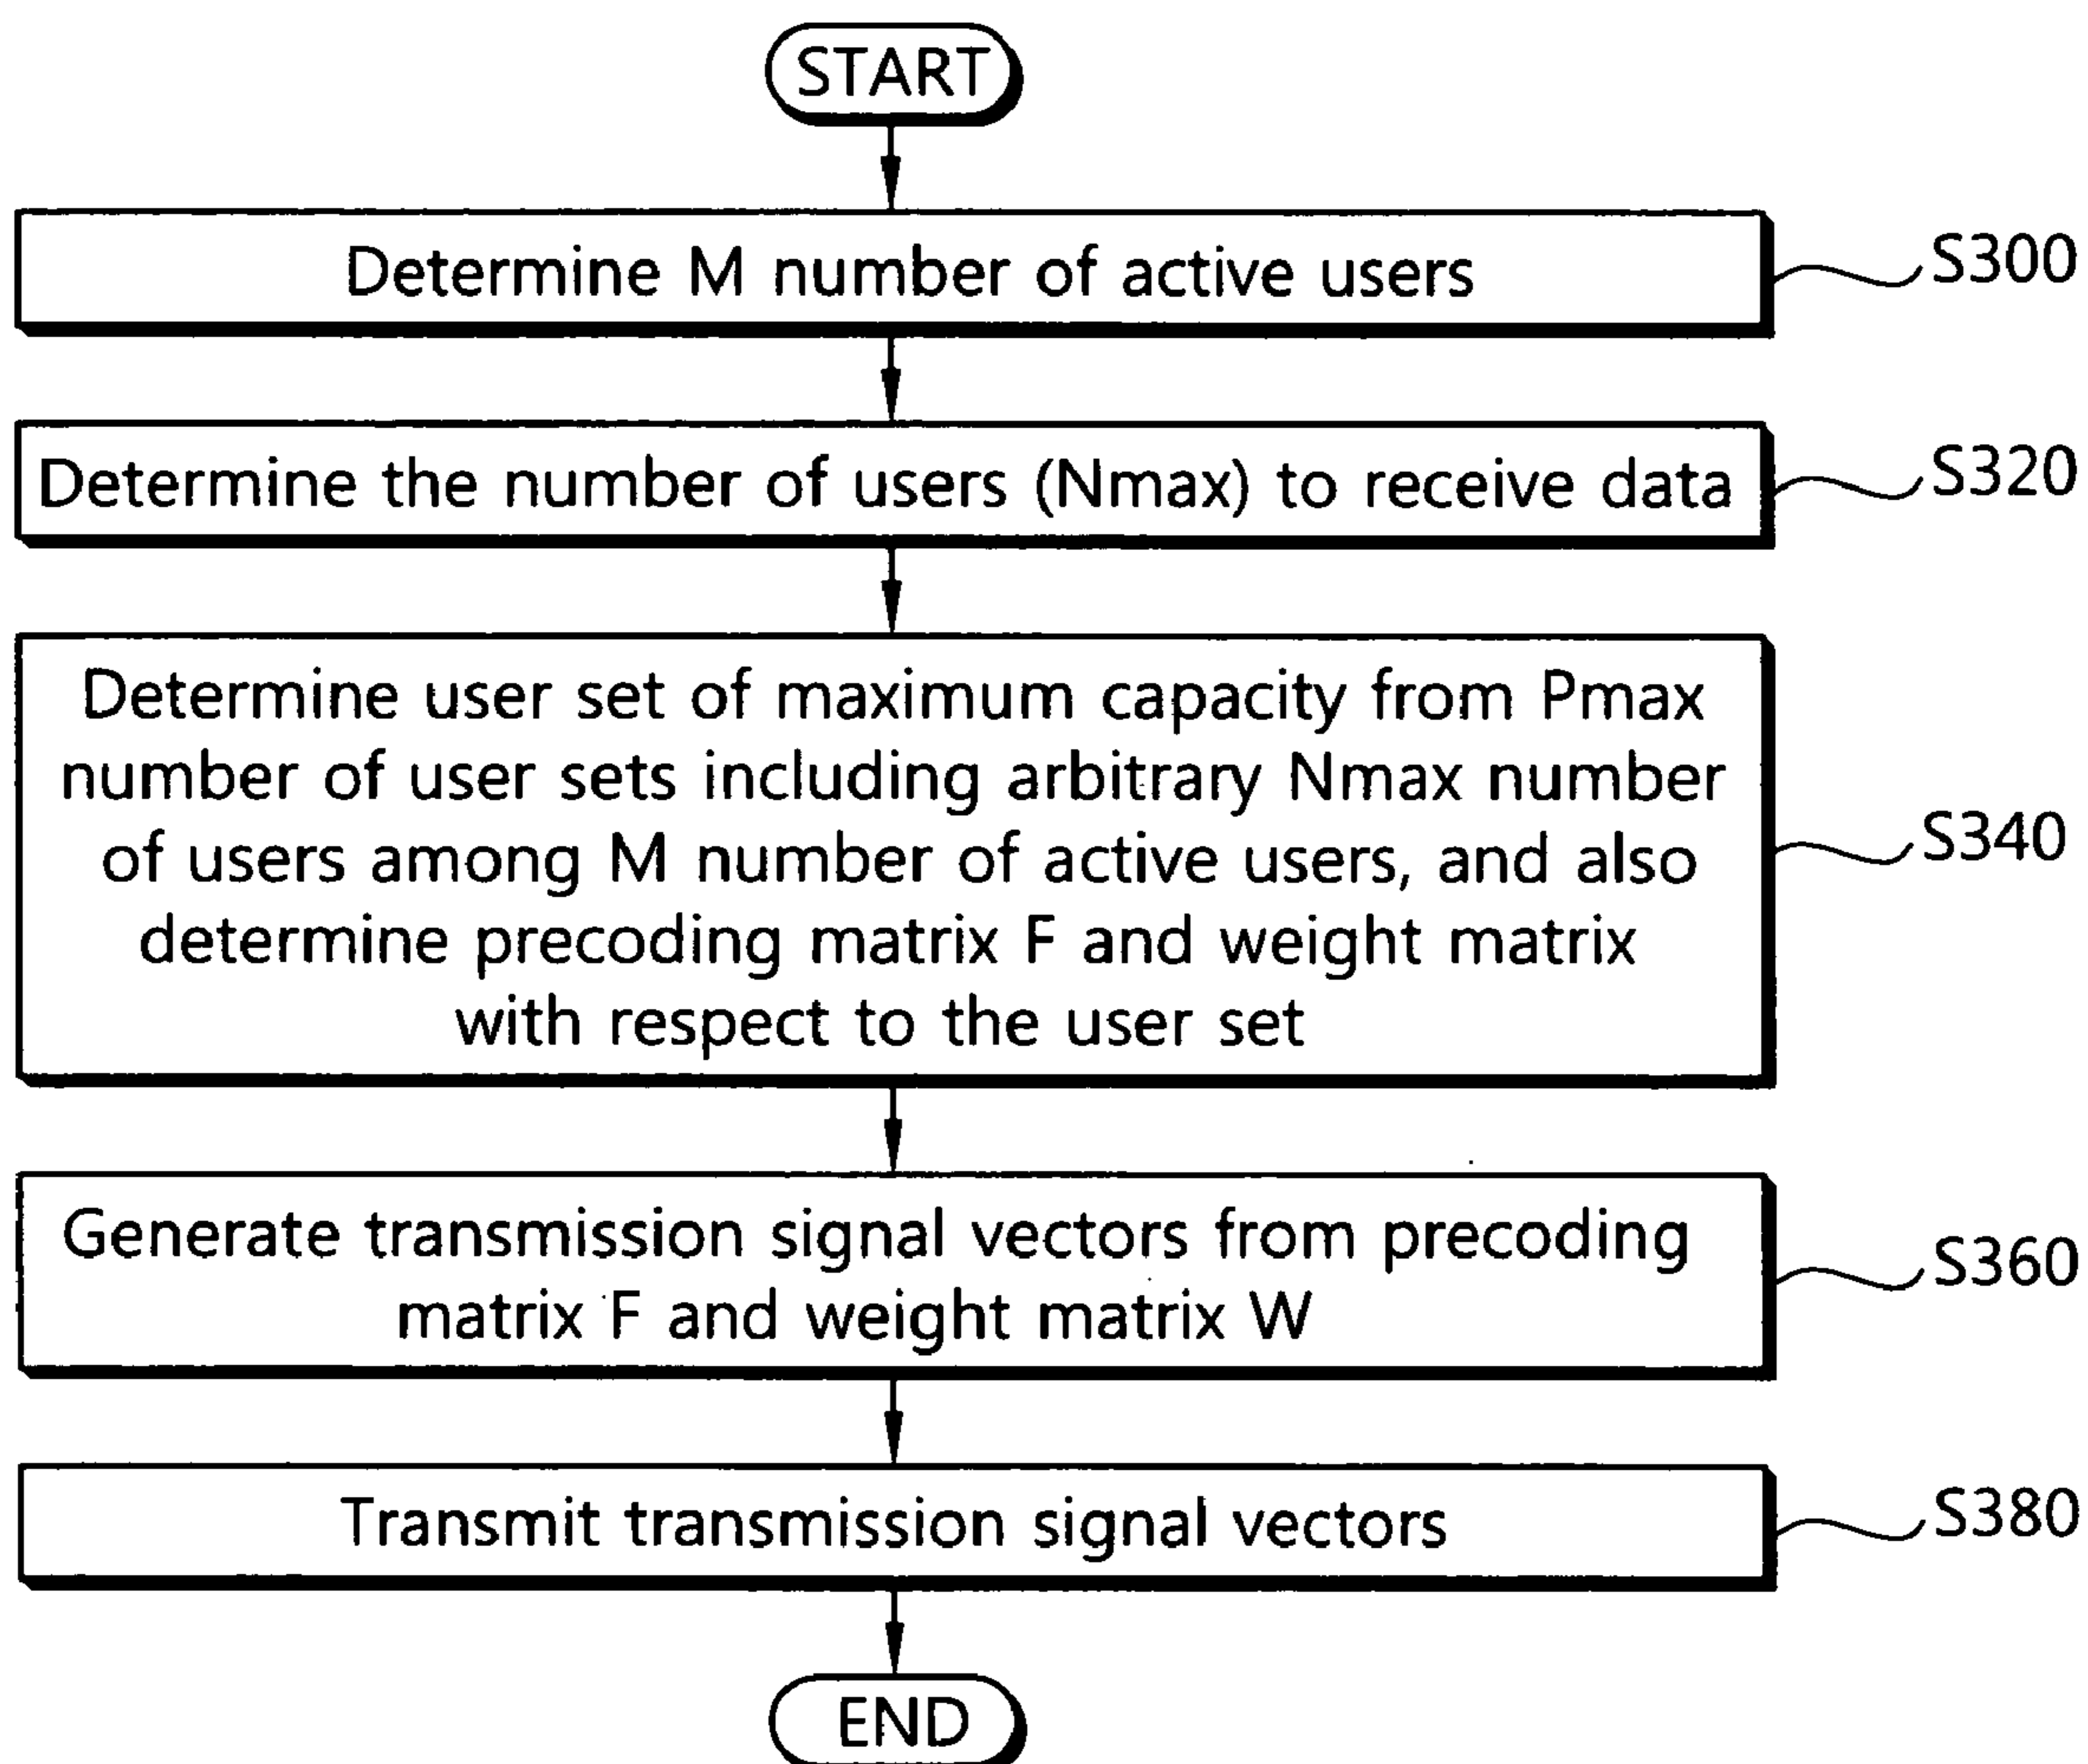 START
Determine M number of active users
S300
Determine the number of users (Nmax) to receive data
S320
Determine user set of maximum capacity from Pmax
number of user sets including arbitrary Nmax number
of users among M number of active users, and also
determine precoding matrix F and weight matrix
with respect to the user set
S340
Generate transmission signal vectors from precoding
matrix F and weight matrix W
S360
Transmit transmission signal vectors
S380
END